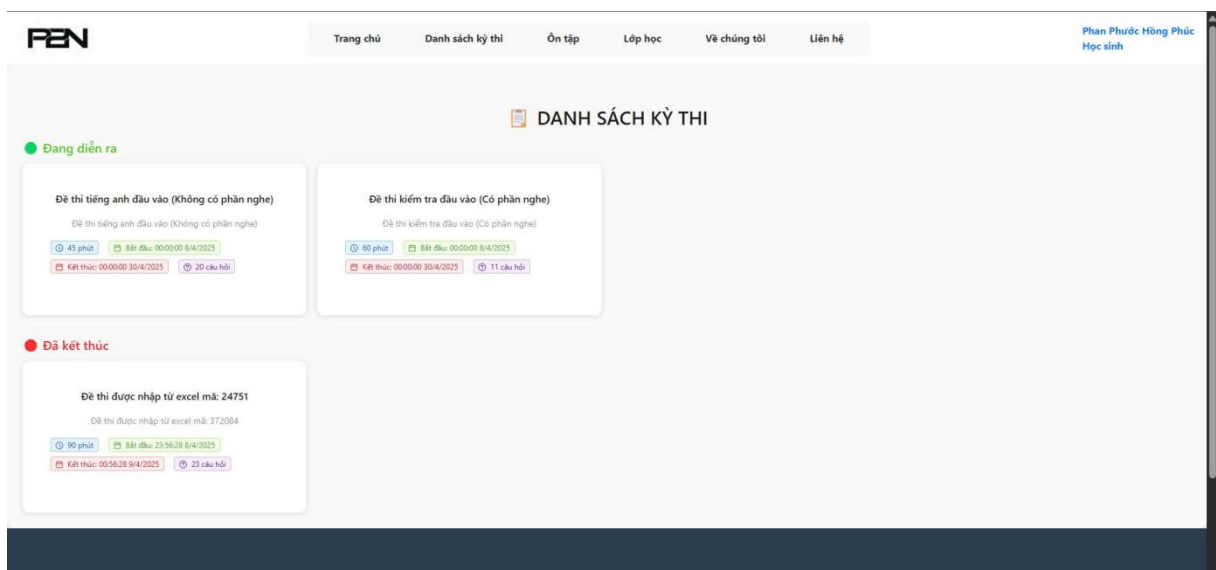 PEN
Trang chủ Danh sách kỳ thi Ôn tập Lớp học Về chúng tôi Liên hệ
Phan Phước Hồng Phúc
Học sinh
DANH SÁCH KỲ THI
Đang diễn ra
Đề thi tiếng anh đầu vào (Không có phần nghe)
Đề thi tiếng anh đầu vào (Không có phần nghe)
45 phút Bắt đầu: 00:00:00 8/4/2025
Kết thúc: 00:00:00 30/4/2025 20 câu hỏi
Đề thi kiểm tra đầu vào (Có phần nghe)
Đề thi kiểm tra đầu vào (Có phần nghe)
60 phút Bắt đầu: 00:00:00 8/4/2025
Kết thúc: 00:00:00 30/4/2025 11 câu hỏi
Đã kết thúc
Đề thi được nhập từ excel mã: 24751
Đề thi được nhập từ excel mã: 372084
90 phút Bắt đầu: 23:56:28 8/4/2025
Kết thúc: 00:56:28 9/4/2025 23 câu hỏi